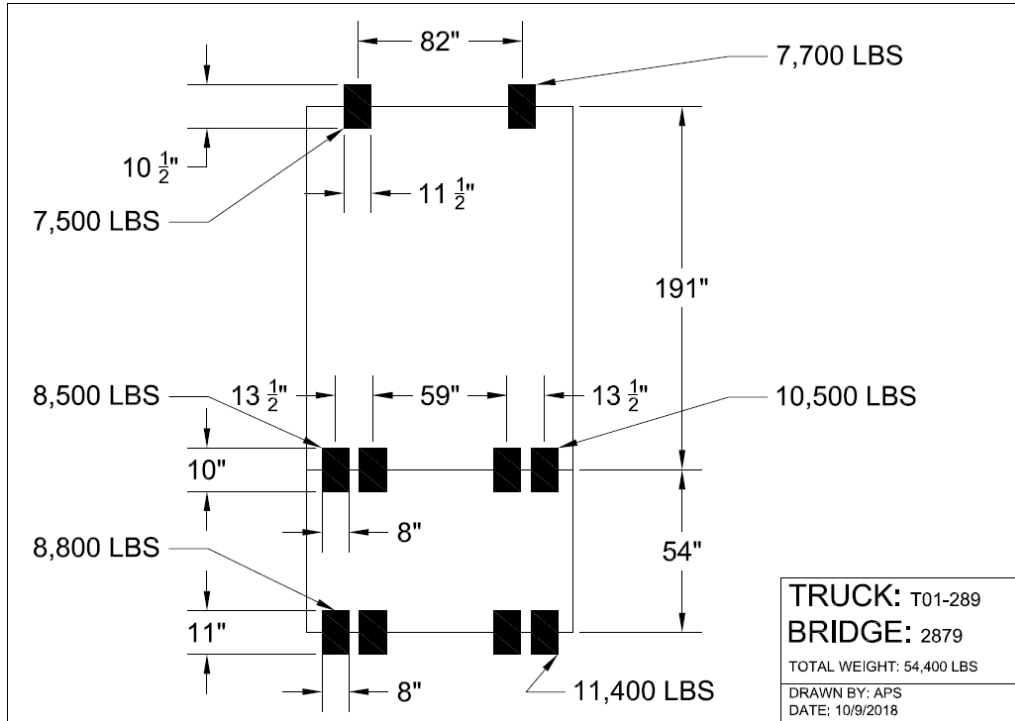 82"
7,700 LBS
10 1/2"
11 1/2"
7,500 LBS
191"
8,500 LBS
13 1/2"
59"
13 1/2"
10,500 LBS
10"
8"
54"
8,800 LBS
11"
8"
11,400 LBS
TRUCK: T01-289
BRIDGE: 2879
TOTAL WEIGHT: 54,400 LBS
DRAWN BY: APS
DATE: 10/9/2018